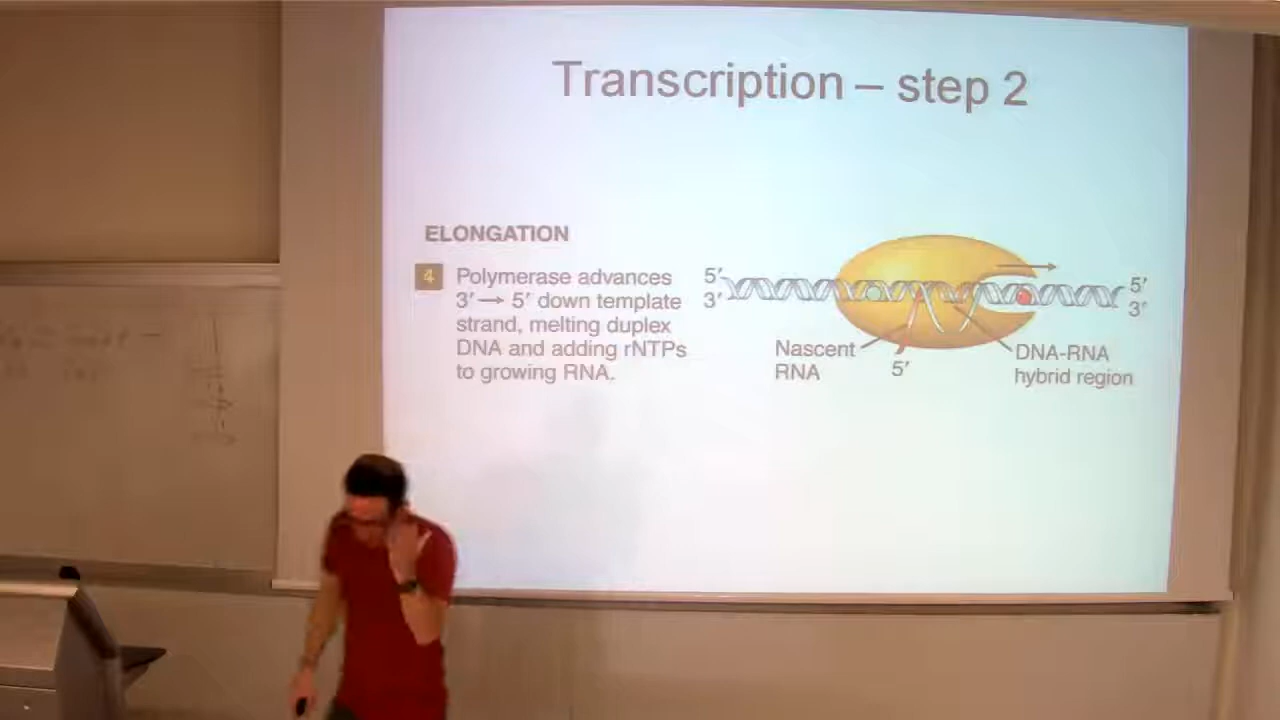 Transcription – step 2
ELONGATION
4 Polymerase advances
3′→ 5′ down template
strand, melting duplex
DNA and adding rNTPs
to growing RNA.
5′
3′
5′
3′
Nascent
RNA
5′
DNA-RNA
hybrid region